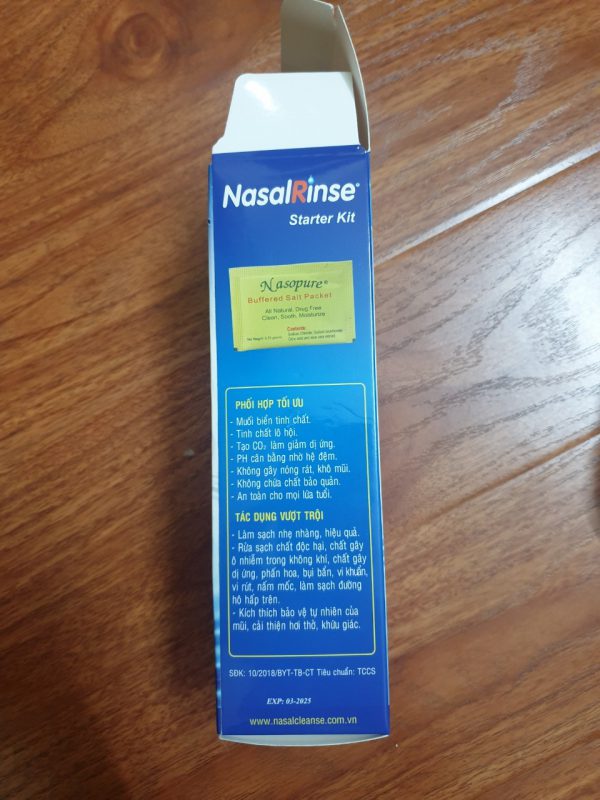 NasalRinse®
Starter Kit
Nasopure®
Buffered Salt Packet
All Natural, Drug Free
Clean, Sooth, Moisturize
Contents:
PHỐI HỢP TỐI ƯU
- Muối biển tinh chất.
- Tinh chất lô hội.
- Tạo CO₂ làm giảm dị ứng.
- PH cân bằng nhờ hệ đệm.
- Không gây nóng rát, khô mũi.
- Không chứa chất bảo quản.
- An toàn cho mọi lứa tuổi.
TÁC DỤNG VƯỢT TRỘI
- Làm sạch nhẹ nhàng, hiệu quả.
- Rửa sạch chất độc hại, chất gây
ô nhiễm trong không khí, chất gây
dị ứng, phấn hoa, bụi bẩn, vi khuẩn,
vi rút, nấm mốc, làm sạch đường
hô hấp trên.
- Kích thích bảo vệ tự nhiên của
mũi, cải thiện hơi thở, khứu giác.
SĐK: 10/2018/BYT-TB-CT Tiêu chuẩn: TCCS
EXP: 03-2025
www.nasalcleanse.com.vn